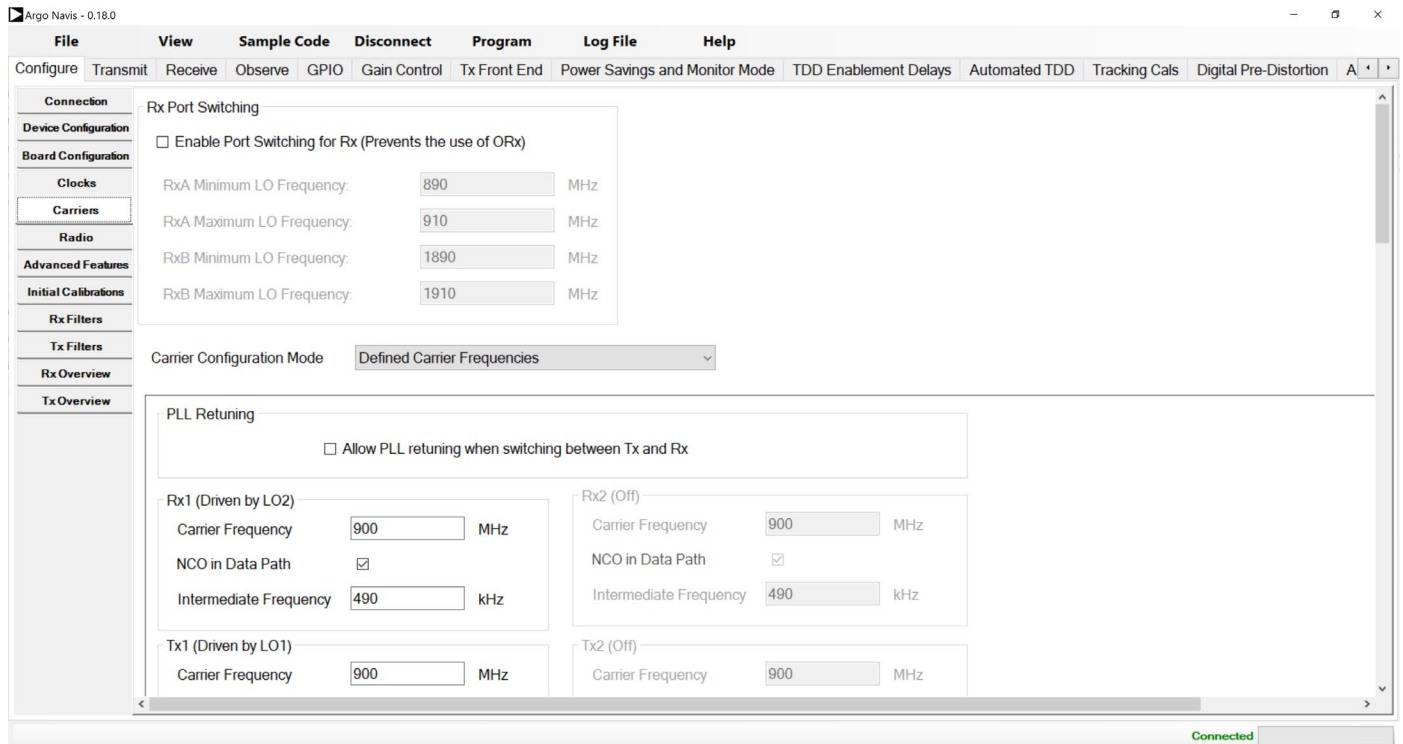 Argo Navis - 0.18.0
File View Sample Code Disconnect Program Log File Help
Configure Transmit Receive Observe GPIO Gain Control Tx Front End Power Savings and Monitor Mode TDD Enablement Delays Automated TDD Tracking Cals Digital Pre-Distortion A
Connection
Device Configuration
Board Configuration
Clocks
Carriers
Radio
Advanced Features
Initial Calibrations
Rx Filters
Tx Filters
Rx Overview
Tx Overview
Rx Port Switching
Enable Port Switching for Rx (Prevents the use of ORx)
RxA Minimum LO Frequency: 890 MHz
RxA Maximum LO Frequency: 910 MHz
RxB Minimum LO Frequency: 1890 MHz
RxB Maximum LO Frequency: 1910 MHz
Carrier Configuration Mode Defined Carrier Frequencies
PLL Retuning
Allow PLL retuning when switching between Tx and Rx
Rx1 (Driven by LO2)
Carrier Frequency 900 MHz
NCO in Data Path
Intermediate Frequency 490 kHz
Rx2 (Off)
Carrier Frequency 900 MHz
NCO in Data Path
Intermediate Frequency 490 kHz
Tx1 (Driven by LO1)
Carrier Frequency 900 MHz
Tx2 (Off)
Carrier Frequency 900 MHz
Connected